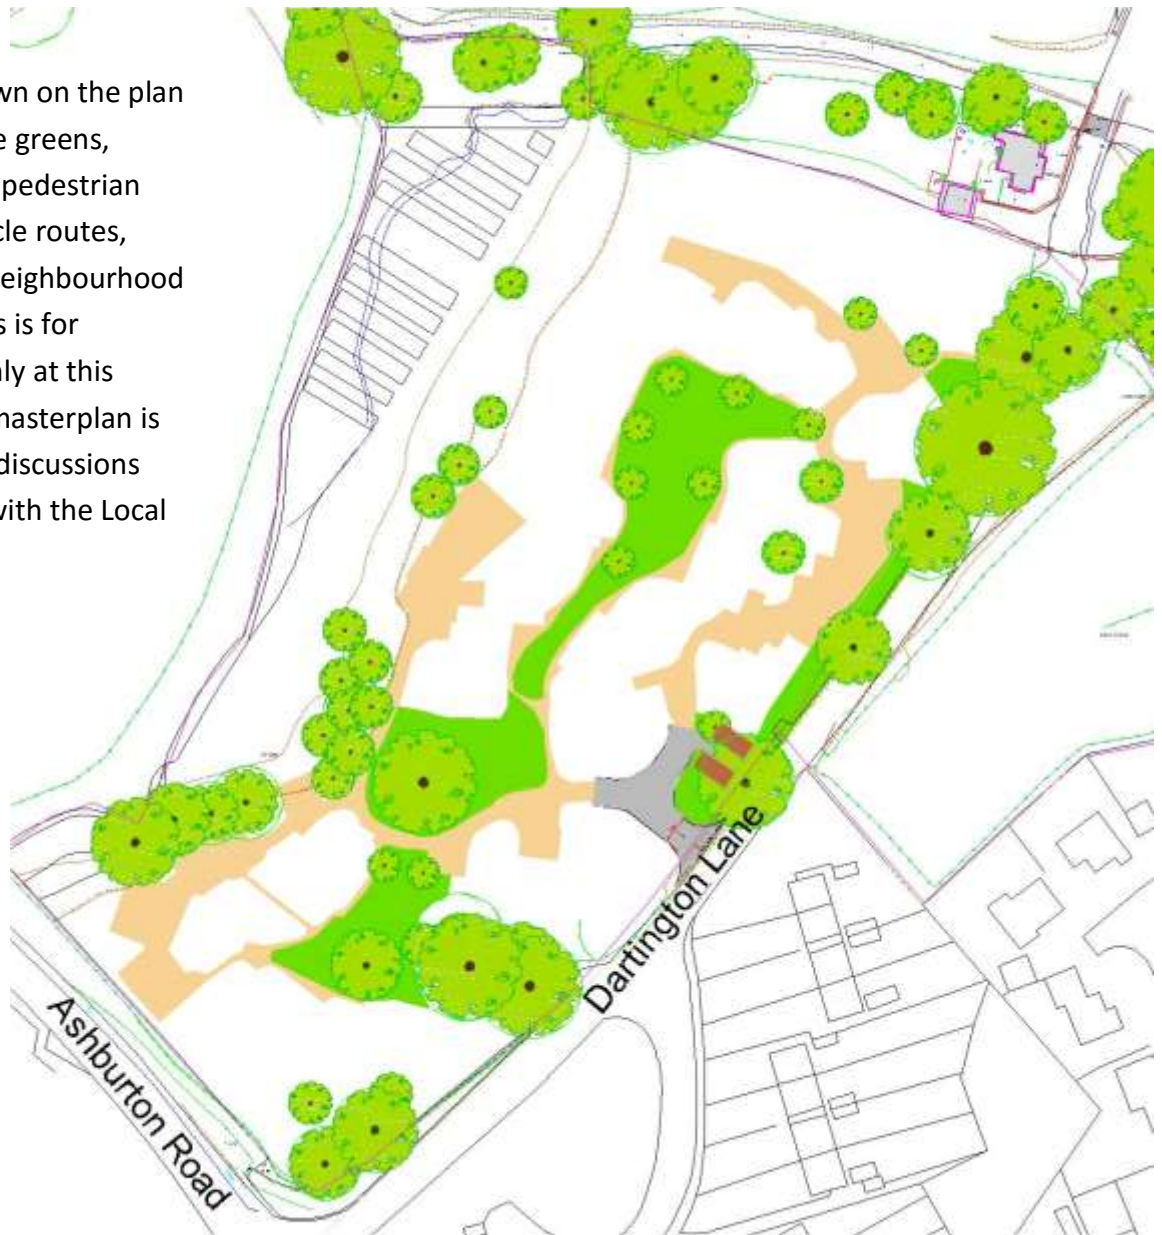 wn on the plan
e greens,
pedestrian
cle routes,
eighbourhood
s is for
ly at this
masterplan is
discussions
with the Local
Dartington Lane
Ashburton Road